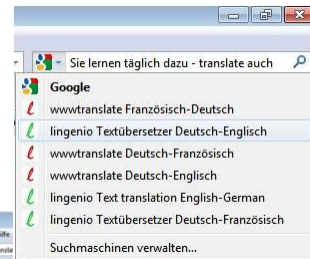 Sie lernen täglich dazu - translate auch
Google
wwwtranslate Französisch-Deutsch
lingenio Textübersetzer Deutsch-Englisch
wwwtranslate Deutsch-Französisch
wwwtranslate Deutsch-Englisch
lingenio Text translation English-German
lingenio Textübersetzer Deutsch-Französisch
Suchmaschinen verwalten...